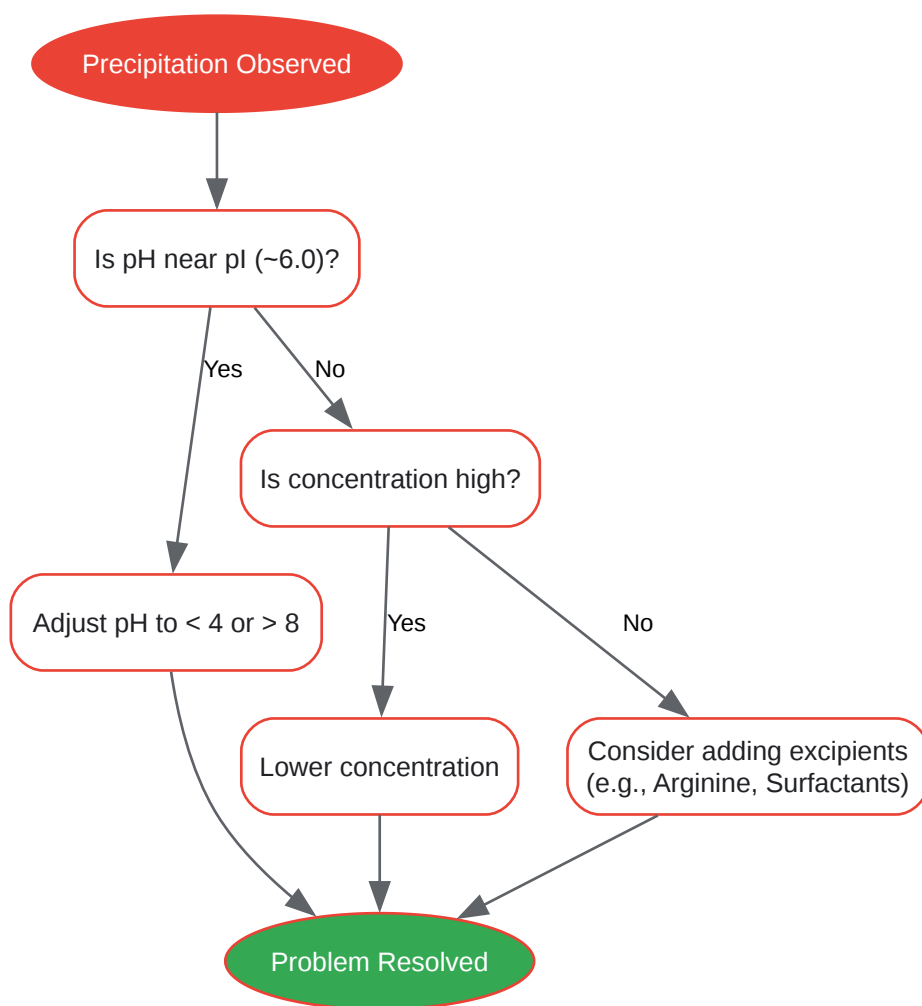 Precipitation Observed
Is pH near pI (~6.0)?
Yes
No
Is concentration high?
Adjust pH to < 4 or > 8
Yes
No
Lower concentration
Consider adding excipients
(e.g., Arginine, Surfactants)
Problem Resolved